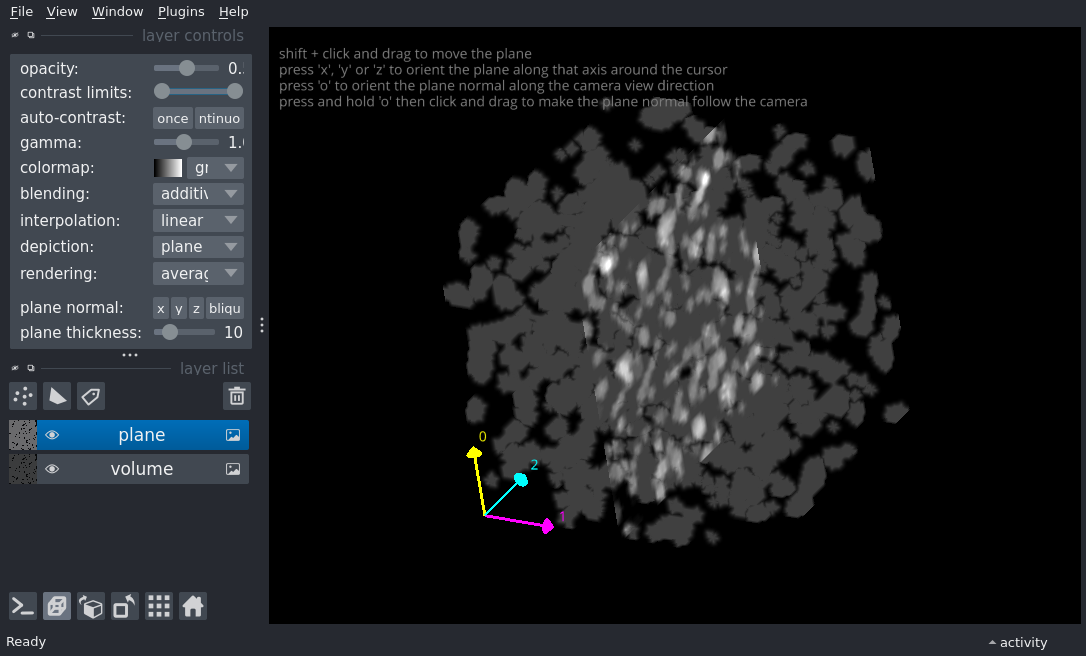 File View Window Plugins Help
layer controls
opacity: 0.
contrast limits:
auto-contrast: once ntinuo
gamma: 1.
colormap: gr
blending: additiv
interpolation: linear
depiction: plane
rendering: averag
plane normal: x y z bliqu
plane thickness: 10
layer list
plane
volume
Ready
shift + click and drag to move the plane
press 'x', 'y' or 'z' to orient the plane along that axis around the cursor
press 'o' to orient the plane normal along the camera view direction
press and hold 'o' then click and drag to make the plane normal follow the camera
0
2
1
activity